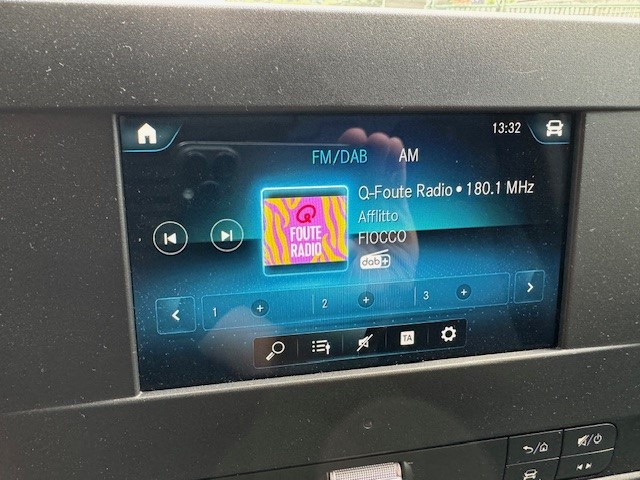 13:32
FM/DAB AM
Q-Foute Radio • 180.1 MHz
Afflitto
FIOCCO
Q
FOUTE
RADIO
dab+
1 + 2 + 3 +
TA